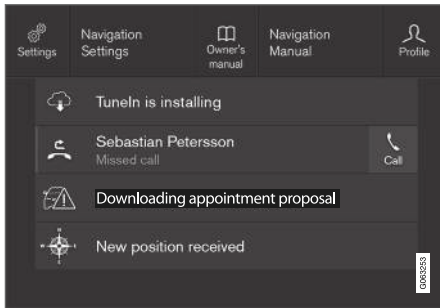 Settings
Navigation
Settings
Owner's
manual
Navigation
Manual
Profile
TuneIn is installing
Sebastian Petersson
Missed call
Call
Downloading appointment proposal
New position received
G063253